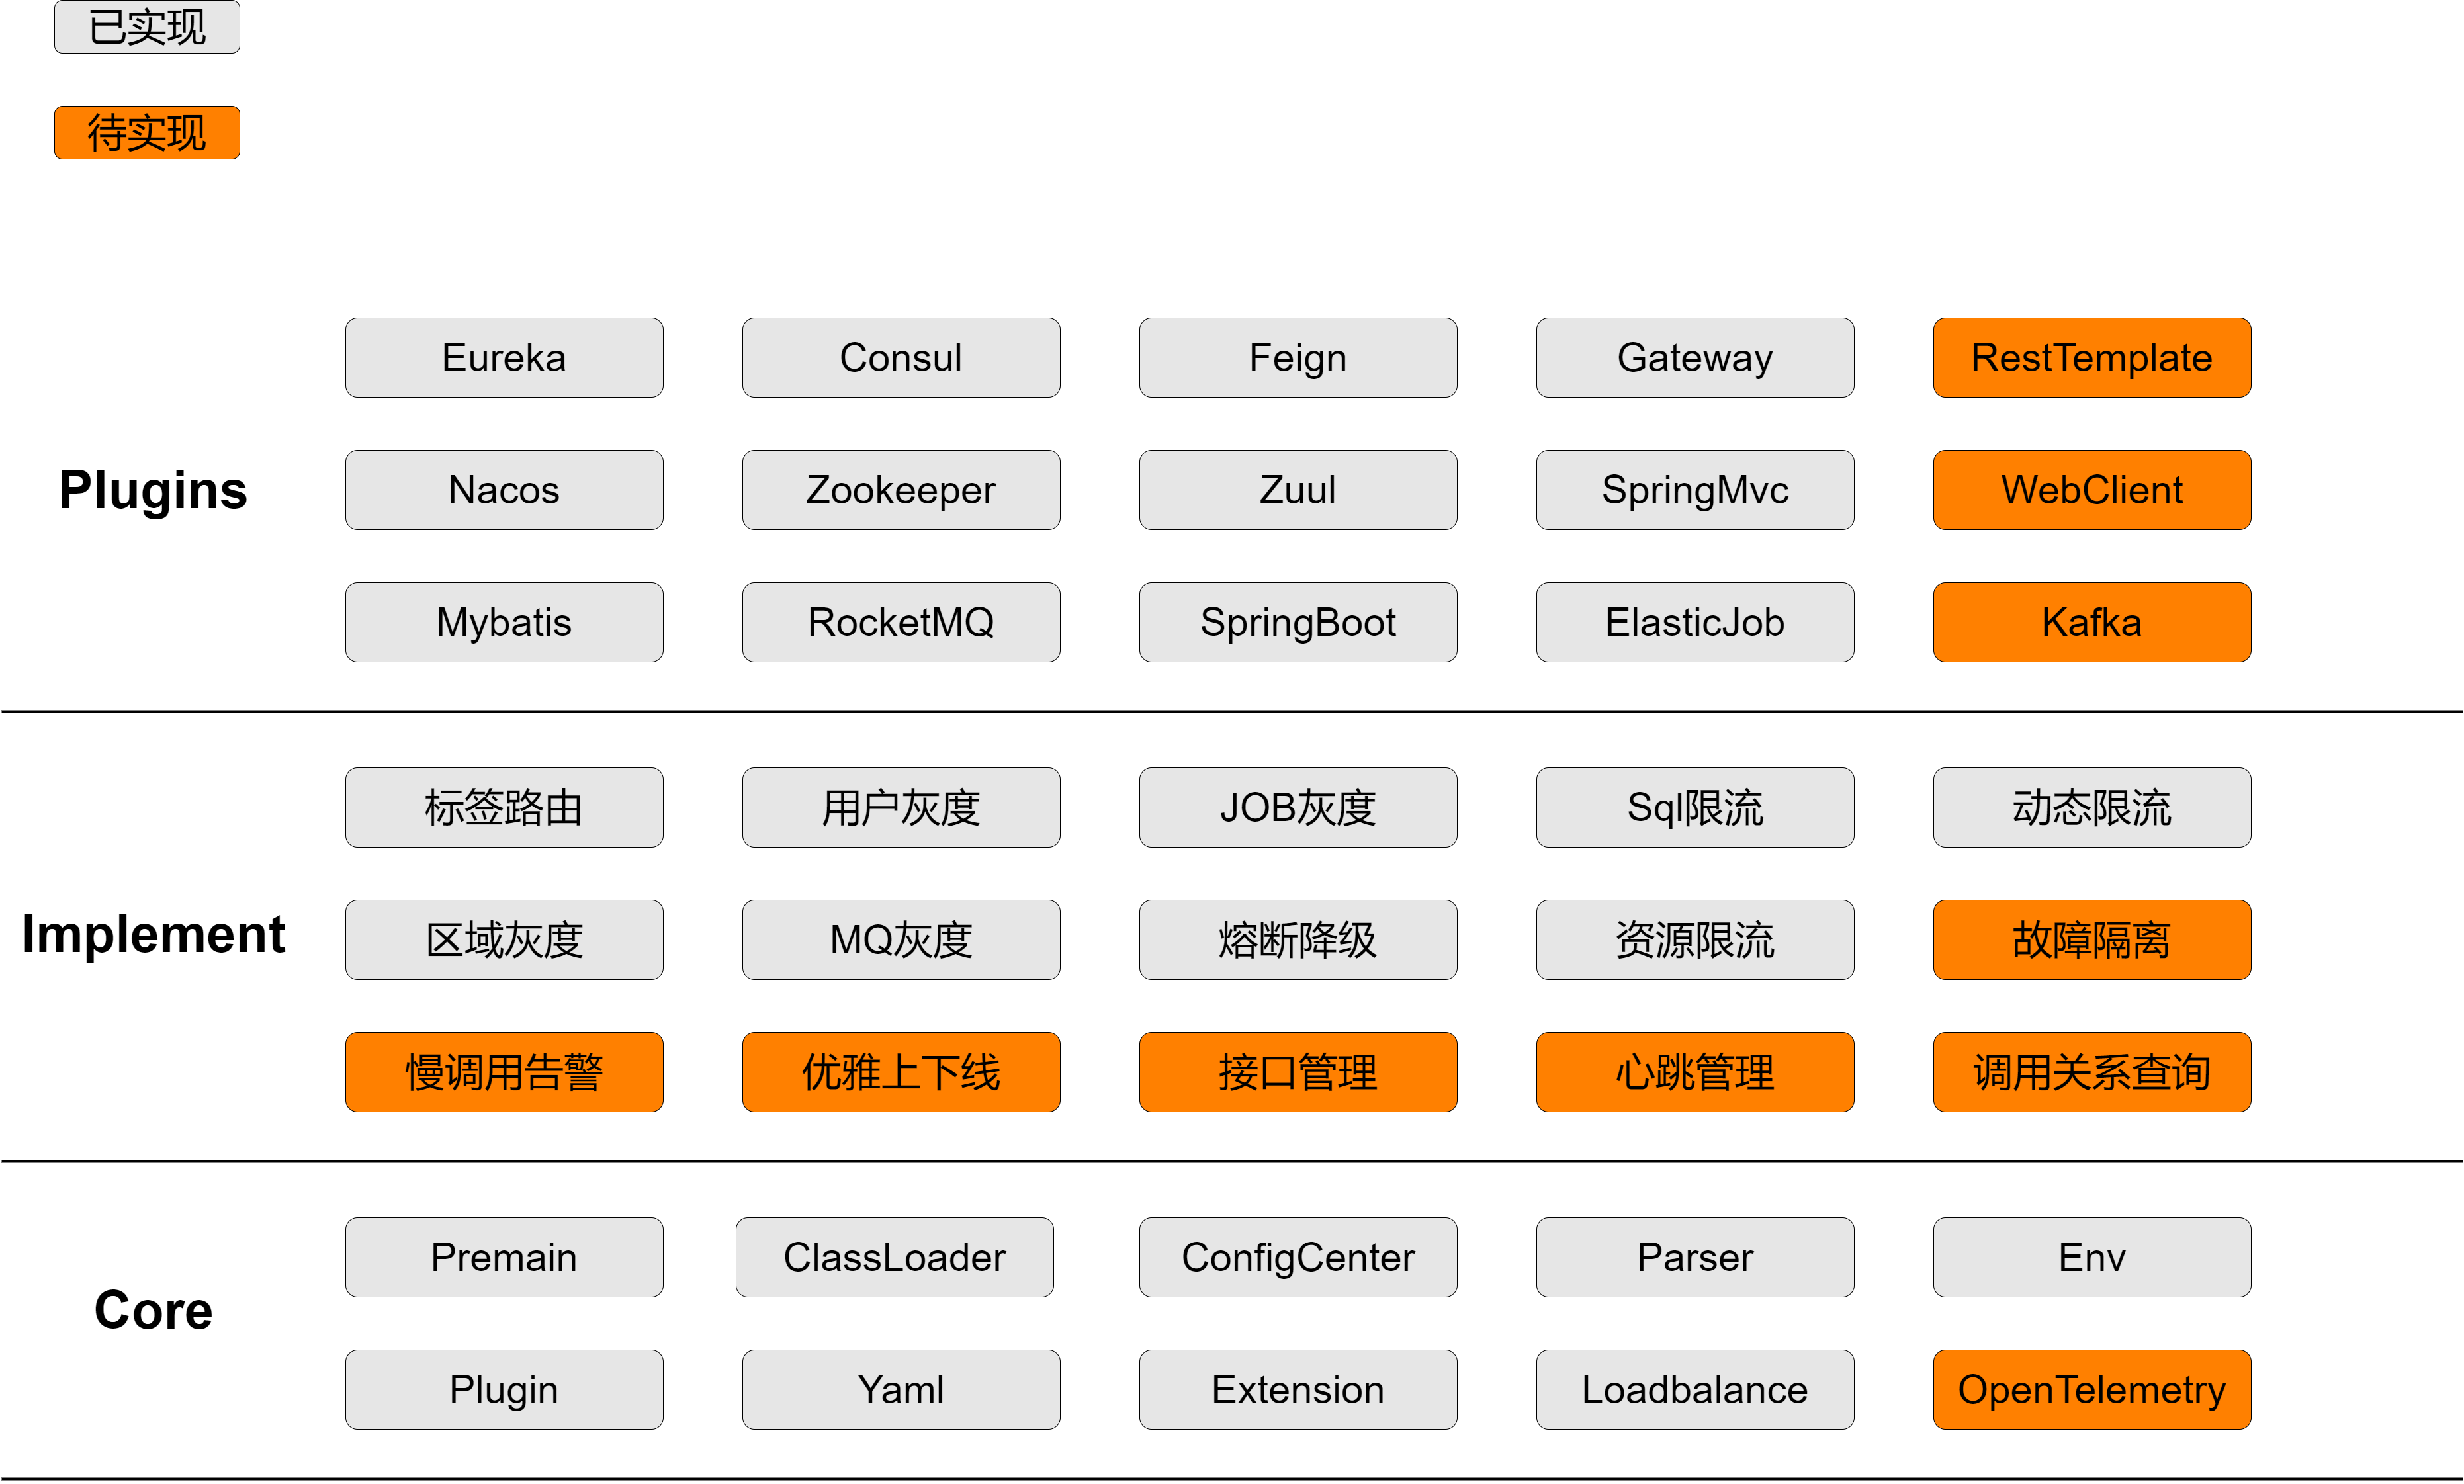 已实现
待实现
Eureka
Consul
Feign
Gateway
RestTemplate
Plugins
Nacos
Zookeeper
Zuul
SpringMvc
WebClient
Mybatis
RocketMQ
SpringBoot
ElasticJob
Kafka
标签路由
用户灰度
JOB灰度
Sql限流
动态限流
Implement
区域灰度
MQ灰度
熔断降级
资源限流
故障隔离
慢调用告警
优雅上下线
接口管理
心跳管理
调用关系查询
Premain
ClassLoader
ConfigCenter
Parser
Env
Core
Plugin
Yaml
Extension
Loadbalance
OpenTelemetry